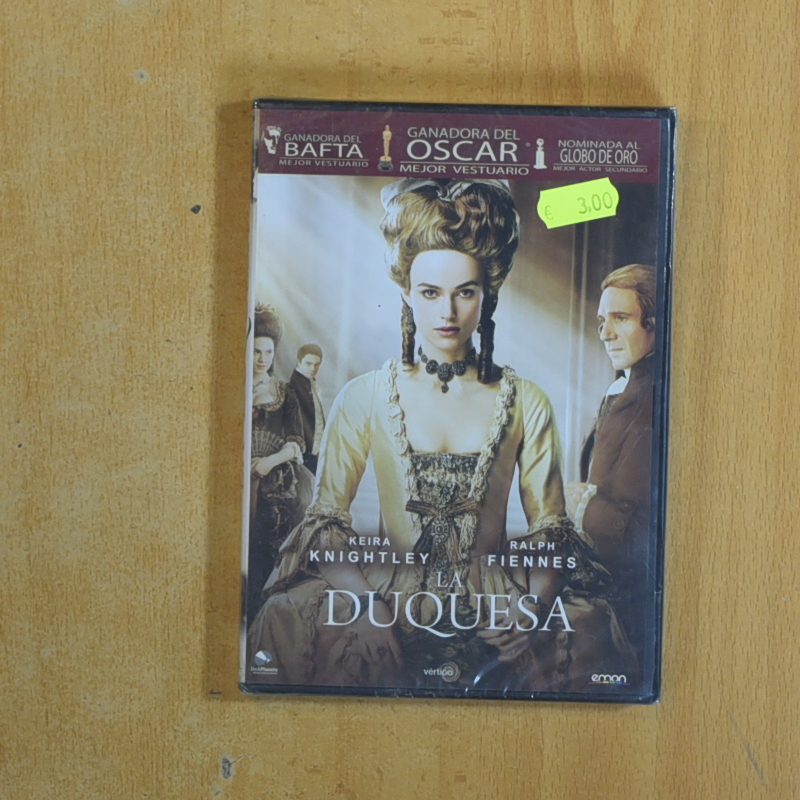 GANADORA DEL
BAFTA
MEJOR VESTUARIO
GANADORA DEL
OSCAR
MEJOR VESTUARIO
NOMINADA AL
GLOBO DE ORO
MEJOR ACTOR SECUNDARIO
€ 3,00
KEIRA
KNIGHTLEY
RALPH
FIENNES
LA
DUQUESA
vértigo
emon